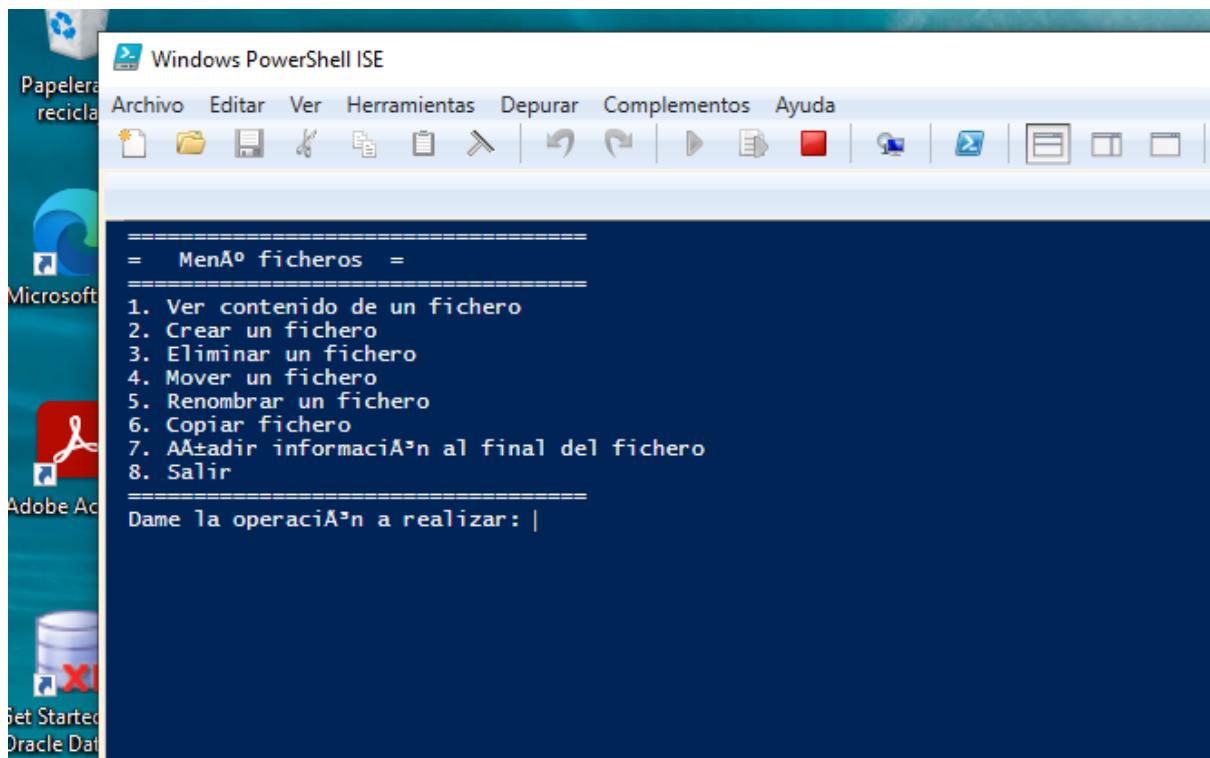 Papelera
recicla
Windows PowerShell ISE
Archivo Editar Ver Herramientas Depurar Complementos Ayuda
===================================
= MenÃº ficheros =
===================================
1. Ver contenido de un fichero
2. Crear un fichero
3. Eliminar un fichero
4. Mover un fichero
5. Renombrar un fichero
6. Copiar fichero
7. AÃ±adir informaciÃ³n al final del fichero
8. Salir
===================================
Dame la operaciÃ³n a realizar:
Microsoft
Adobe Ac
XE
Get Started
Oracle Dat